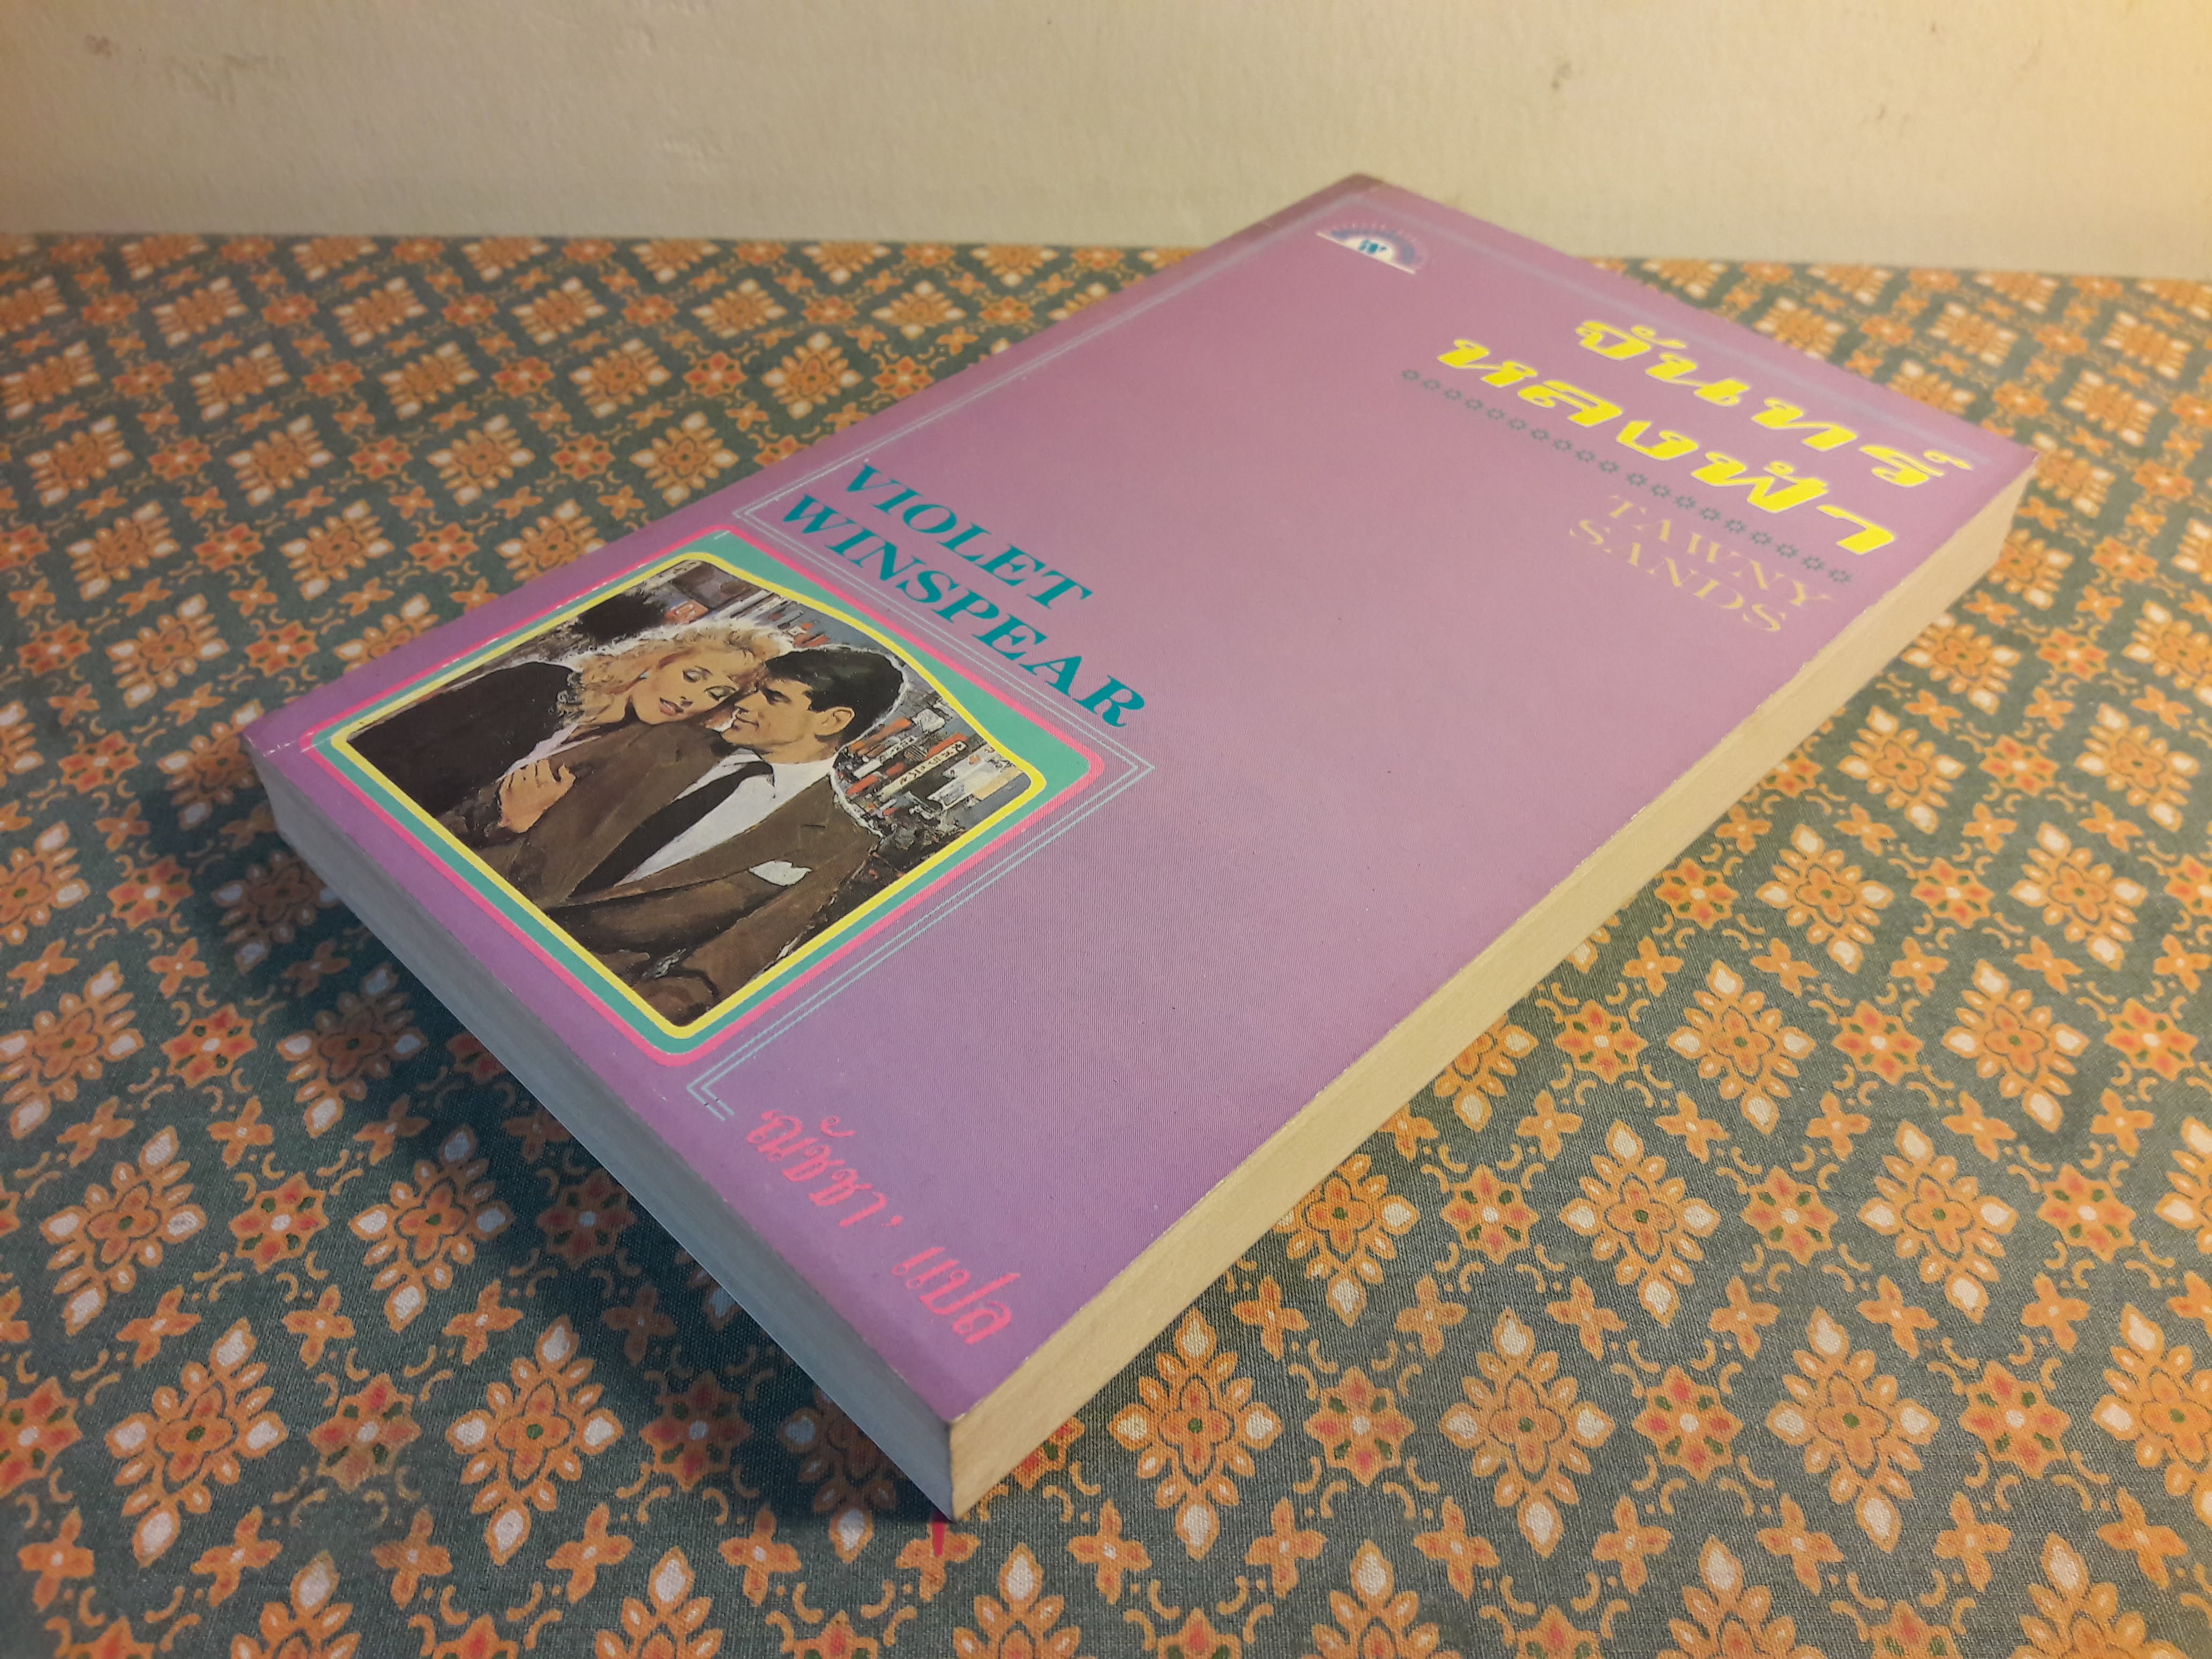 จันทร์
หลงฟ้า
TAWNY
SANDS
VIOLET
WINSPEAR
'ณัชชา' แปล